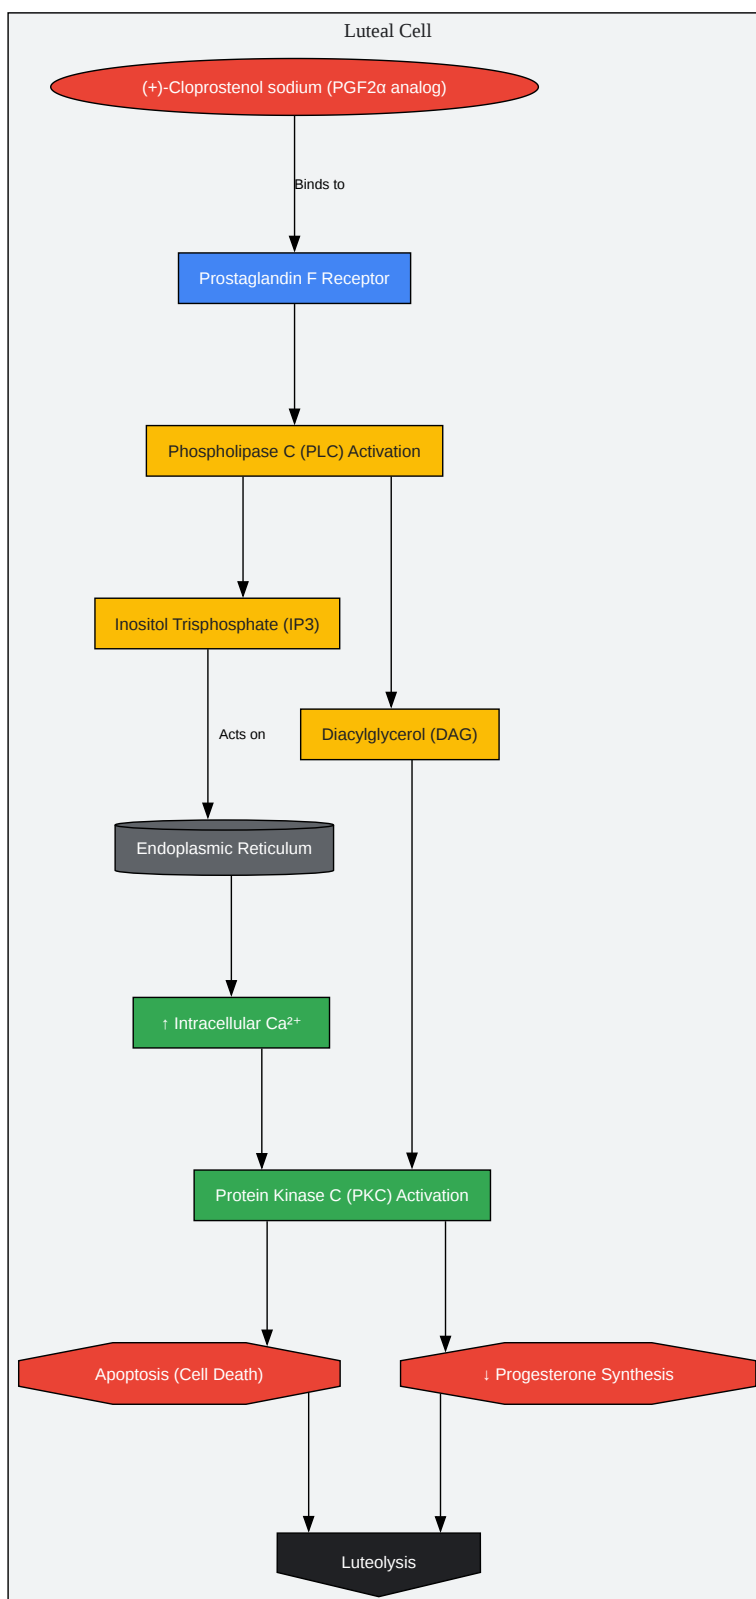 Luteal Cell
(+)-Cloprostenol sodium (PGF2α analog)
Binds to
Prostaglandin F Receptor
Phospholipase C (PLC) Activation
Inositol Trisphosphate (IP3)
Acts on
Diacylglycerol (DAG)
Endoplasmic Reticulum
↑ Intracellular Ca²⁺
Protein Kinase C (PKC) Activation
Apoptosis (Cell Death)
↓ Progesterone Synthesis
Luteolysis